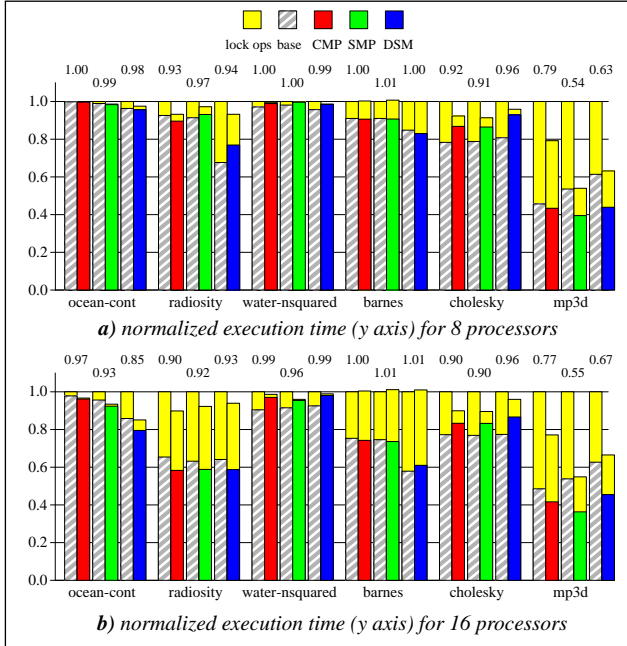 lock ops base CMP SMP DSM
1.00 0.98 0.93 0.94 1.00 0.99 1.00 1.00 0.92 0.96 0.79 0.63
0.99 0.97 1.00 1.01 0.91 0.54
1.0
0.8
0.6
0.4
0.2
0.0
ocean-cont radiosity water-nsquared barnes cholesky mp3d
a) normalized execution time (y axis) for 8 processors
0.97 0.85 0.90 0.93 0.99 0.99 1.00 1.01 0.90 0.96 0.77 0.67
0.93 0.92 0.96 1.01 0.90 0.55
1.0
0.8
0.6
0.4
0.2
0.0
ocean-cont radiosity water-nsquared barnes cholesky mp3d
b) normalized execution time (y axis) for 16 processors